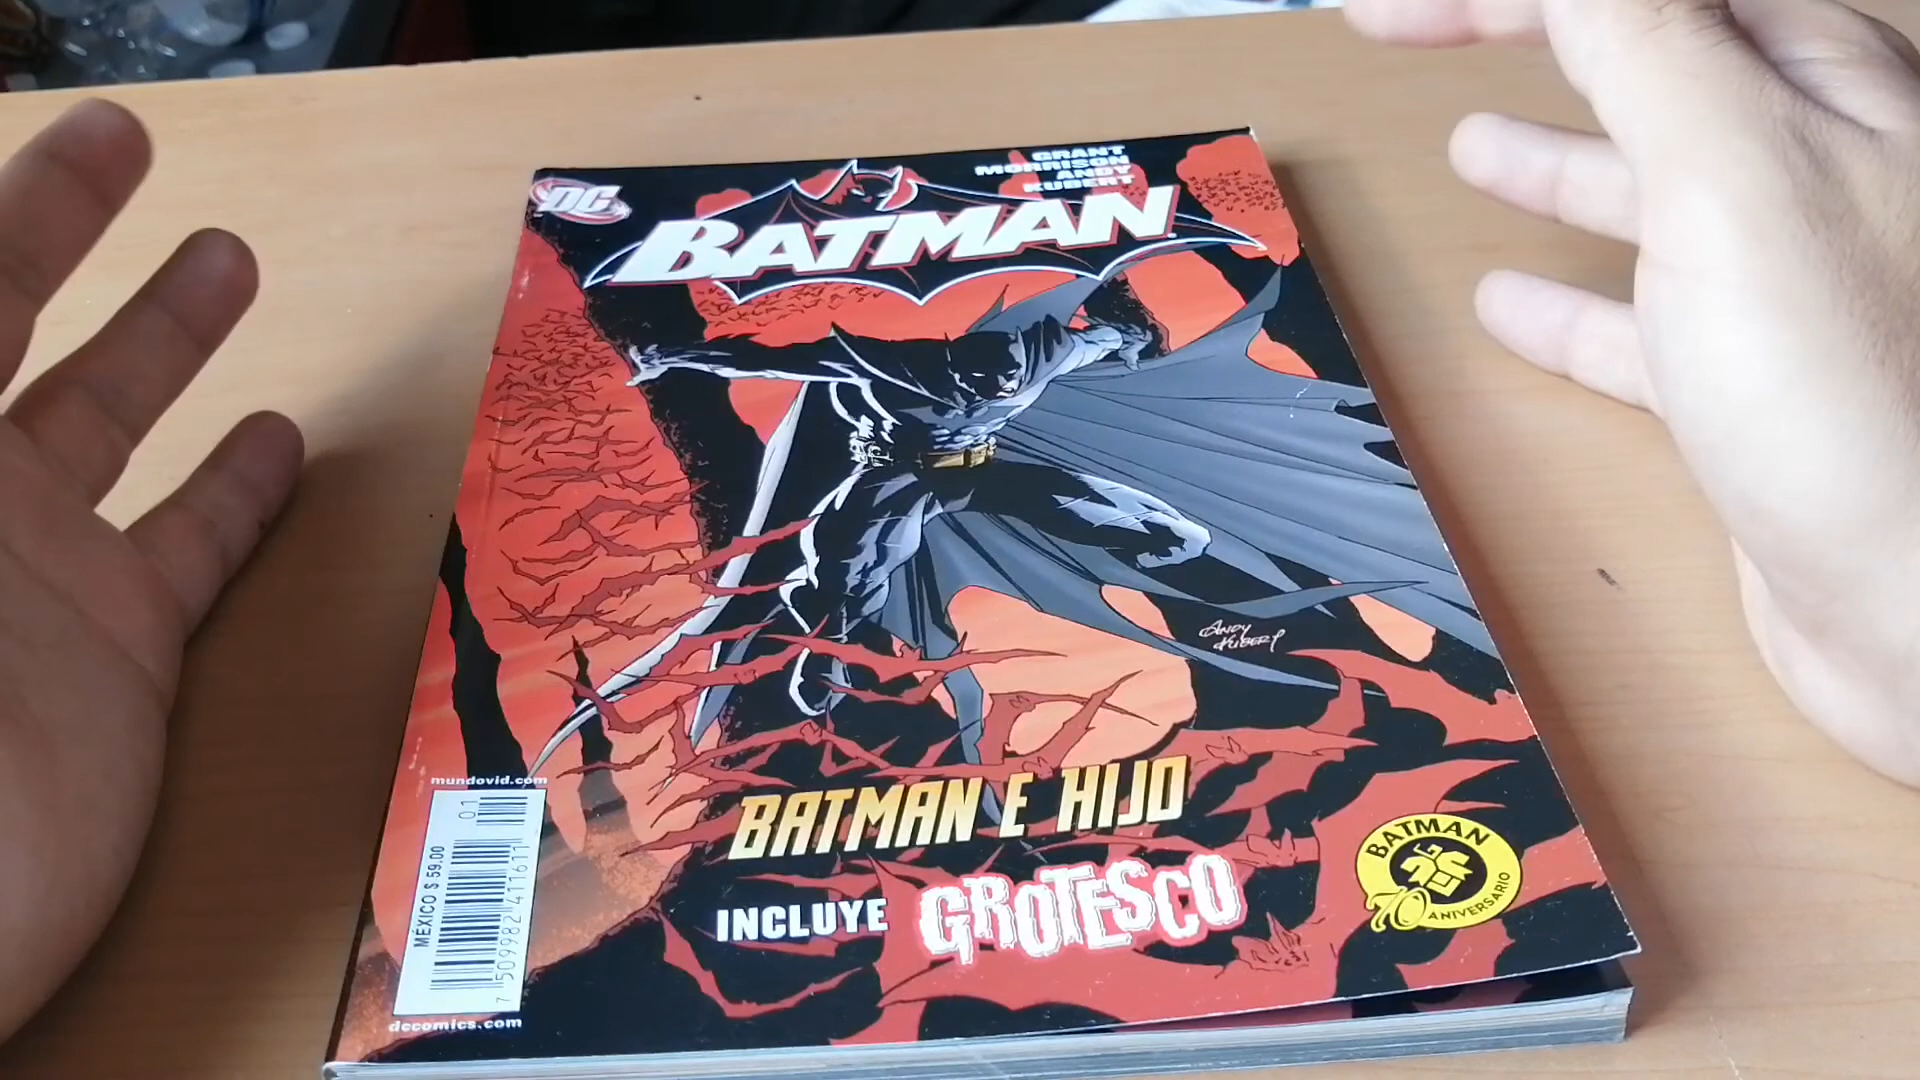 DC
GRANT
MORRISON
ANDY
KUBERT
BATMAN
ANDY
KUBERT
mundovid.com
01
MÉXICO $ 59.00
7 509982 411611
dccomics.com
BATMAN E HIJO
INCLUYE GROTESCO
BATMAN
70
ANIVERSARIO